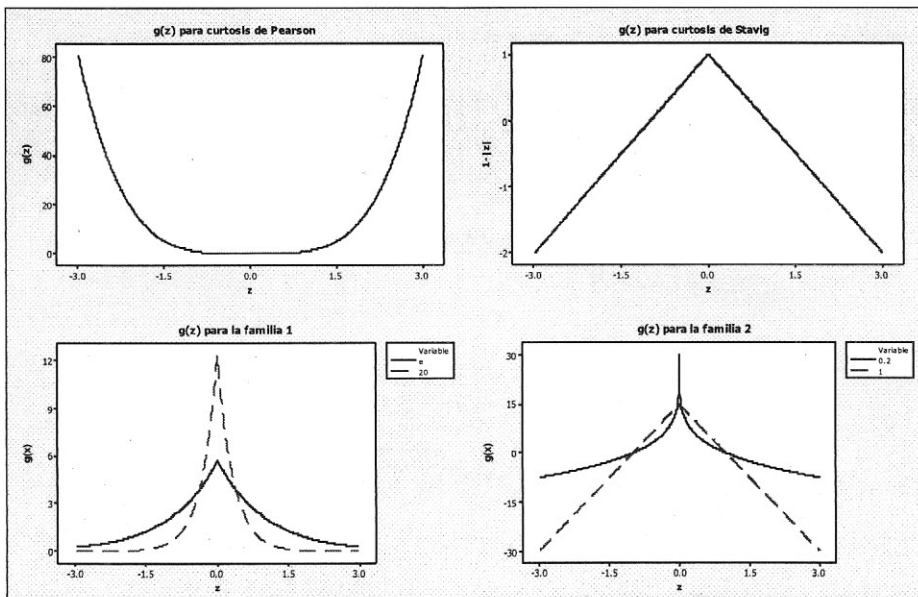 g(z) para curtosis de Pearson
80
60
40
20
0
g(z)
-3.0 -1.5 0.0 1.5 3.0
z
g(z) para curtosis de Stavig
1
0
-1
-2
1-|z|
-3.0 -1.5 0.0 1.5 3.0
z
g(z) para la familia 1
12
9
6
3
0
g(x)
-3.0 -1.5 0.0 1.5 3.0
z
Variable
e
20
g(z) para la familia 2
30
15
0
-15
-30
g(x)
-3.0 -1.5 0.0 1.5 3.0
z
Variable
0.2
1